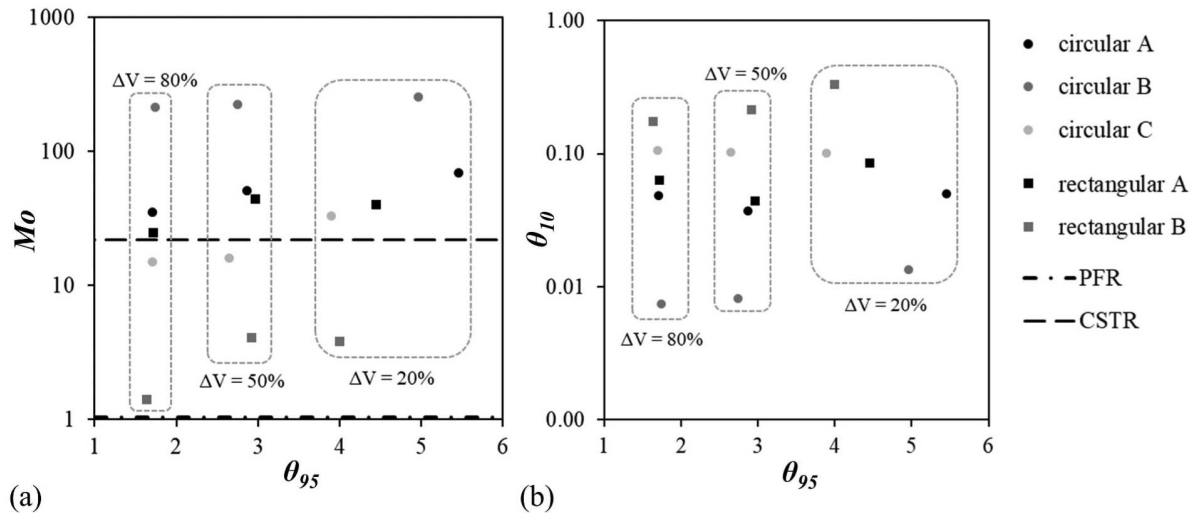 1000
100
10
1
Mo
ΔV = 80%
ΔV = 50%
ΔV = 20%
1 2 3 4 5 6
θ95
(a)
1.00
0.10
0.01
0.00
θ10
ΔV = 50%
ΔV = 80%
ΔV = 20%
1 2 3 4 5 6
θ95
(b)
circular A
circular B
circular C
rectangular A
rectangular B
PFR
CSTR